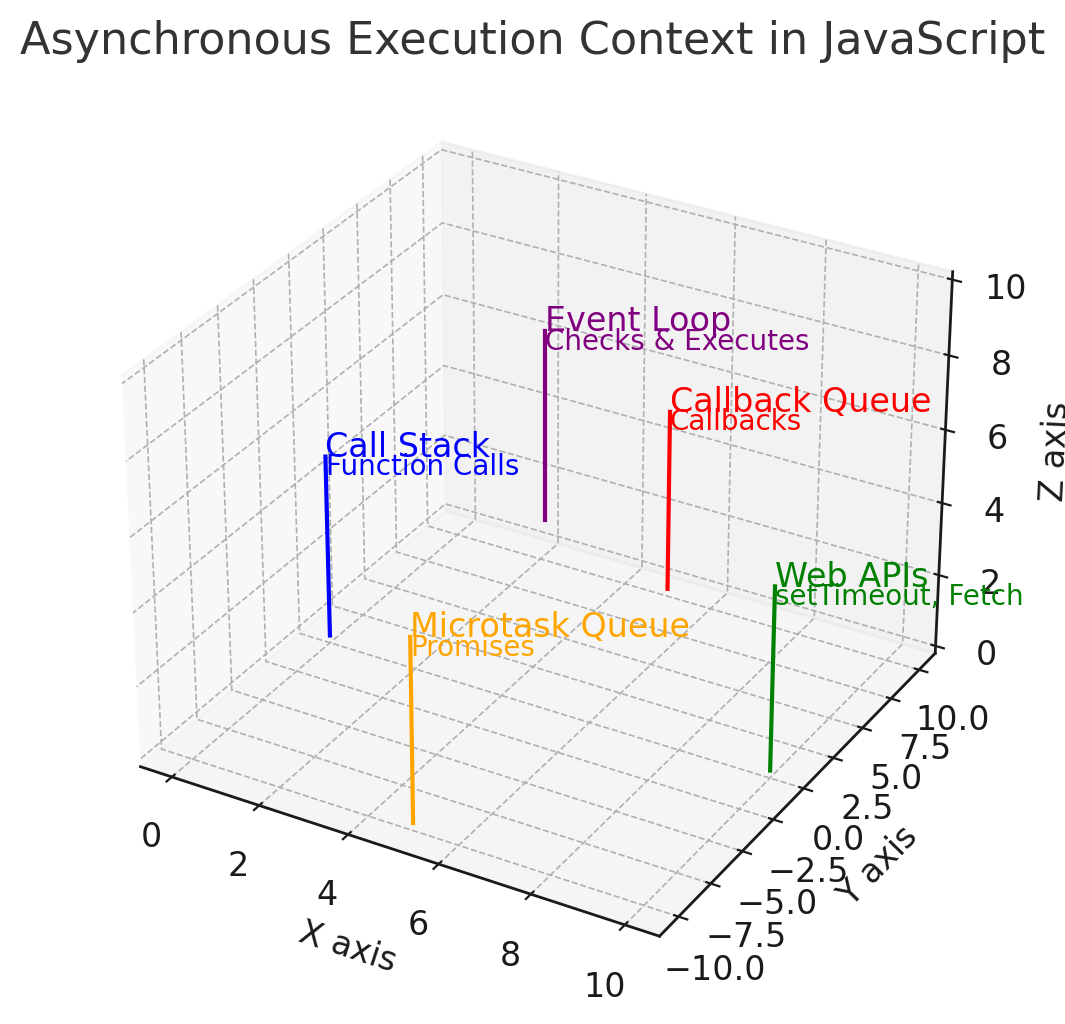 Asynchronous Execution Context in JavaScript
Event Loop
Checks & Executes
Callback Queue
Callbacks
Call Stack
Function Calls
Web APIs
setTimeout, Fetch
Microtask Queue
Promises
10
8
6
4
2
0
Z axis
10.0
7.5
5.0
2.5
0.0
−2.5
−5.0
−7.5
−10.0
Y axis
0
2
4
6
8
10
X axis